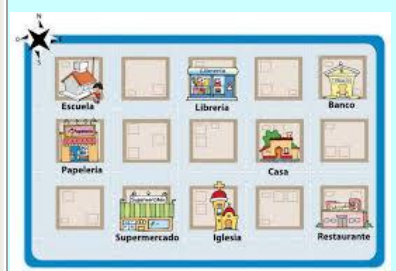 N
S
Escuela
Librería
Banco
Papelería
Casa
Supermercado
Iglesia
Restaurante